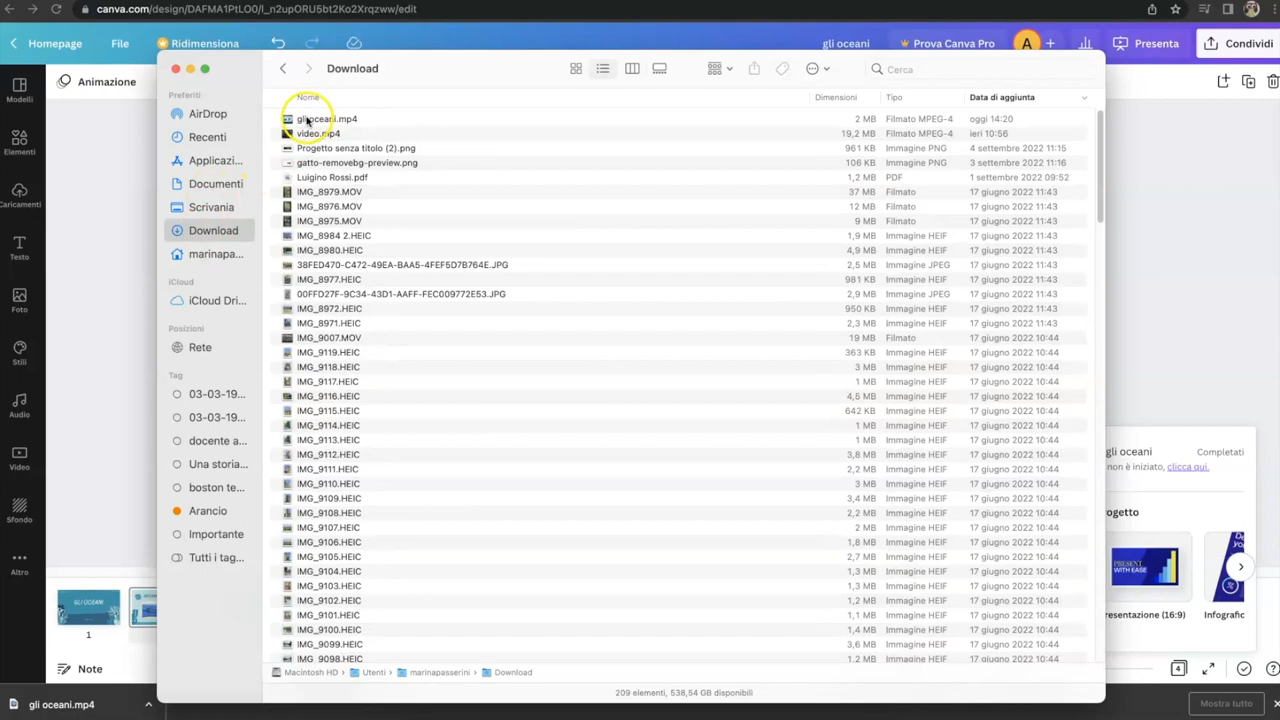 canva.com/design/DAFMA1PtLO0/l_n2upORU5bt2Ko2Xrqzww/edit
Homepage File Ridimensiona gli oceani Prova Canva Pro A Presenta Condividi
Modelli
Elementi
Caricamenti
Testo
Foto
Stili
Audio
Video
Sfondo
Altro
Animazione
Preferiti
AirDrop
Recenti
Applicazi...
Documenti
Scrivania
Download
marinapa...
iCloud
iCloud Dri...
Posizioni
Rete
Tag
03-03-19...
03-03-19...
docente a...
Una storia...
boston te...
Arancio
Importante
Tutti i tag...
Download Cerca
Nome Dimensioni Tipo Data di aggiunta
gli oceani.mp4 2 MB Filmato MPEG-4 oggi 14:20
video.mp4 19,2 MB Filmato MPEG-4 ieri 10:56
Progetto senza titolo (2).png 961 KB Immagine PNG 4 settembre 2022 11:15
gatto-removebg-preview.png 106 KB Immagine PNG 3 settembre 2022 11:16
Luigino Rossi.pdf 1,2 MB PDF 1 settembre 2022 09:52
IMG_8979.MOV 37 MB Filmato 17 giugno 2022 11:43
IMG_8976.MOV 12 MB Filmato 17 giugno 2022 11:43
IMG_8975.MOV 9 MB Filmato 17 giugno 2022 11:43
IMG_8984 2.HEIC 1,9 MB Immagine HEIF 17 giugno 2022 11:43
IMG_8980.HEIC 4,9 MB Immagine HEIF 17 giugno 2022 11:43
38FED470-C472-49EA-BAA5-4FEF5D7B764E.JPG 2,5 MB Immagine JPEG 17 giugno 2022 11:43
IMG_8977.HEIC 981 KB Immagine HEIF 17 giugno 2022 11:43
00FFD27F-9C34-43D1-AAFF-FEC009772E53.JPG 2,9 MB Immagine JPEG 17 giugno 2022 11:43
IMG_8972.HEIC 950 KB Immagine HEIF 17 giugno 2022 11:43
IMG_8971.HEIC 2,3 MB Immagine HEIF 17 giugno 2022 11:43
IMG_9007.MOV 19 MB Filmato 17 giugno 2022 10:44
IMG_9119.HEIC 363 KB Immagine HEIF 17 giugno 2022 10:44
IMG_9118.HEIC 3 MB Immagine HEIF 17 giugno 2022 10:44
IMG_9117.HEIC 1 MB Immagine HEIF 17 giugno 2022 10:44
IMG_9116.HEIC 4,5 MB Immagine HEIF 17 giugno 2022 10:44
IMG_9115.HEIC 642 KB Immagine HEIF 17 giugno 2022 10:44
IMG_9114.HEIC 1 MB Immagine HEIF 17 giugno 2022 10:44
IMG_9113.HEIC 1 MB Immagine HEIF 17 giugno 2022 10:44
IMG_9112.HEIC 3,8 MB Immagine HEIF 17 giugno 2022 10:44
IMG_9111.HEIC 2,2 MB Immagine HEIF 17 giugno 2022 10:44
IMG_9110.HEIC 3 MB Immagine HEIF 17 giugno 2022 10:44
IMG_9109.HEIC 3,4 MB Immagine HEIF 17 giugno 2022 10:44
IMG_9108.HEIC 2,2 MB Immagine HEIF 17 giugno 2022 10:44
IMG_9107.HEIC 2 MB Immagine HEIF 17 giugno 2022 10:44
IMG_9106.HEIC 1,8 MB Immagine HEIF 17 giugno 2022 10:44
IMG_9105.HEIC 2,7 MB Immagine HEIF 17 giugno 2022 10:44
IMG_9104.HEIC 1,3 MB Immagine HEIF 17 giugno 2022 10:44
IMG_9103.HEIC 1,3 MB Immagine HEIF 17 giugno 2022 10:44
IMG_9102.HEIC 1,2 MB Immagine HEIF 17 giugno 2022 10:44
IMG_9101.HEIC 1,1 MB Immagine HEIF 17 giugno 2022 10:44
IMG_9100.HEIC 1,4 MB Immagine HEIF 17 giugno 2022 10:44
IMG_9099.HEIC 3,6 MB Immagine HEIF 17 giugno 2022 10:44
IMG_9098.HEIC 1,2 MB Immagine HEIF 17 giugno 2022 10:44
Macintosh HD › Utenti › marinapasserini › Download
209 elementi, 538,54 GB disponibili
gli oceani Completati
non è iniziato, clicca qui.
rogetto
PRESENT
WITH EASE
resentazione (16:9) Infografic
GLI OCEANI
1
Note
4
gli oceani.mp4 Mostra tutto